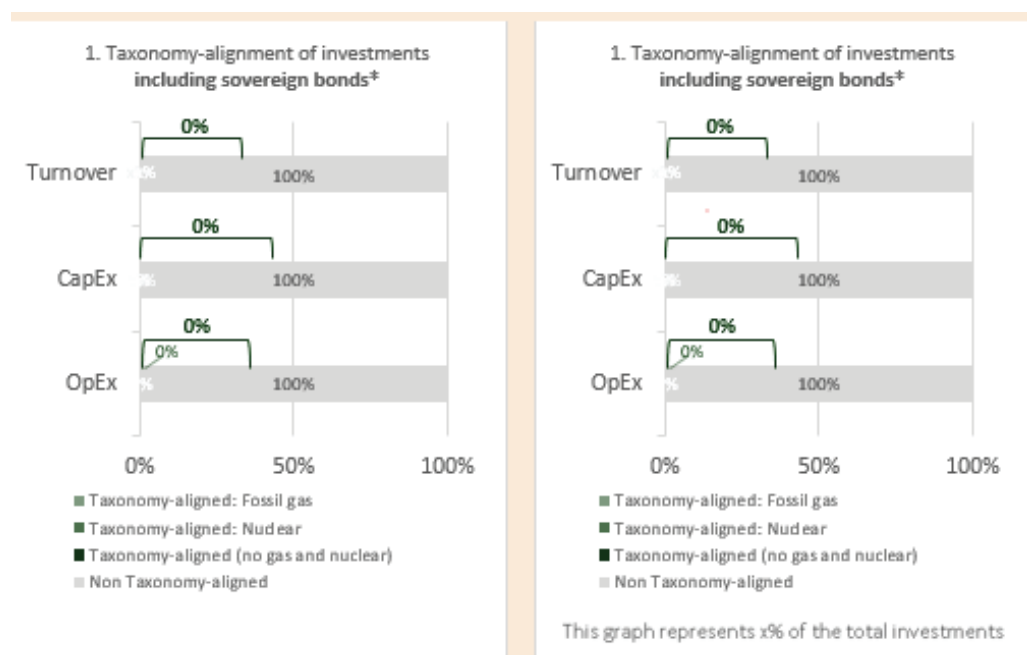 1. Taxonomy-alignment of investments
including sovereign bonds*
0%
Turnover
100%
0%
CapEx
100%
0%
0%
OpEx
100%
0% 50% 100%
Taxonomy-aligned: Fossil gas
Taxonomy-aligned: Nuclear
Taxonomy-aligned (no gas and nuclear)
Non Taxonomy-aligned
1. Taxonomy-alignment of investments
including sovereign bonds*
0%
Turnover
100%
0%
CapEx
100%
0%
0%
OpEx
100%
0% 50% 100%
Taxonomy-aligned: Fossil gas
Taxonomy-aligned: Nuclear
Taxonomy-aligned (no gas and nuclear)
Non Taxonomy-aligned
This graph represents x% of the total investments